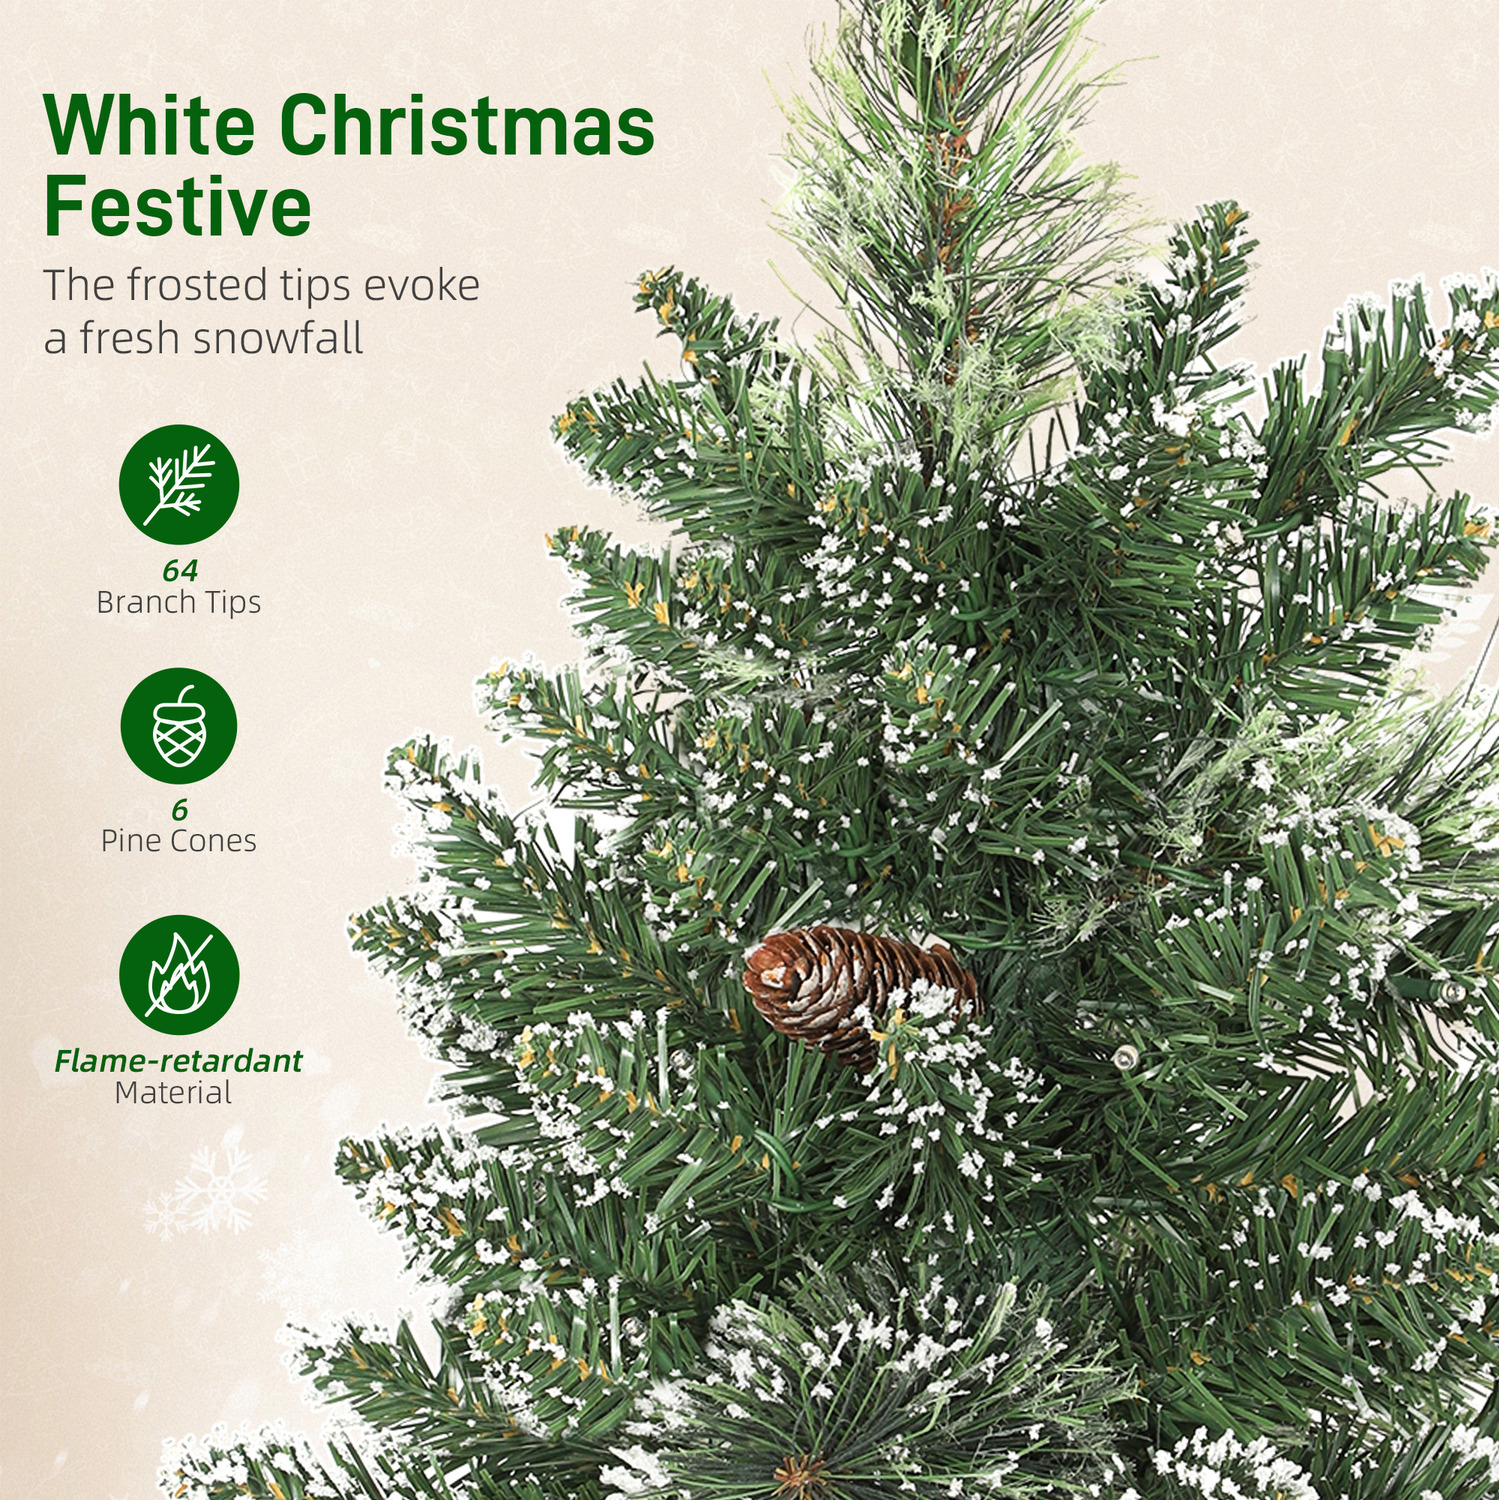 White Christmas
Festive
The frosted tips evoke
a fresh snowfall
64
Branch Tips
6
Pine Cones
Flame-retardant
Material